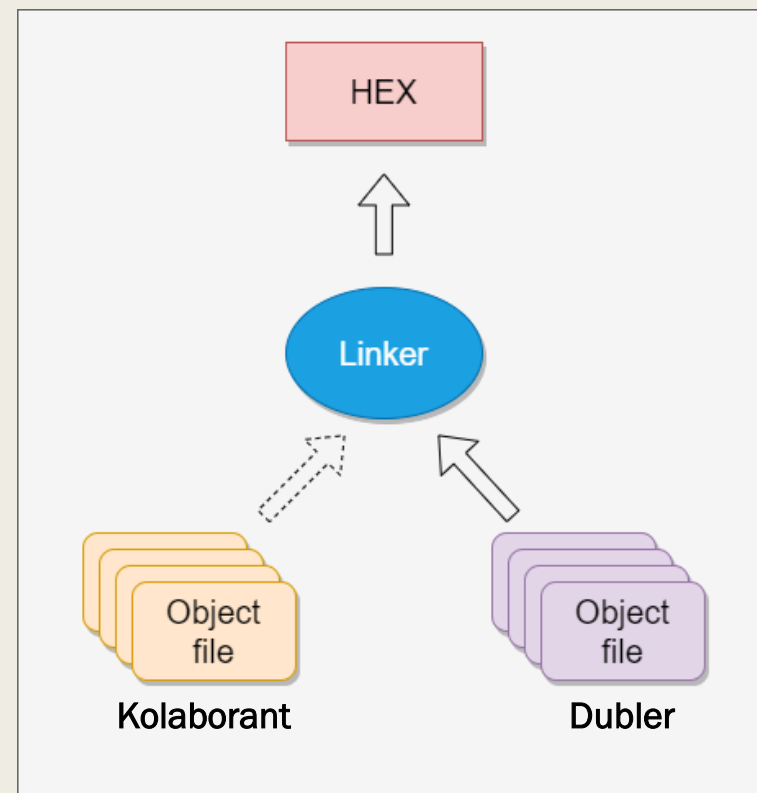 HEX
Linker
Object
file
Object
file
Kolaborant
Dubler